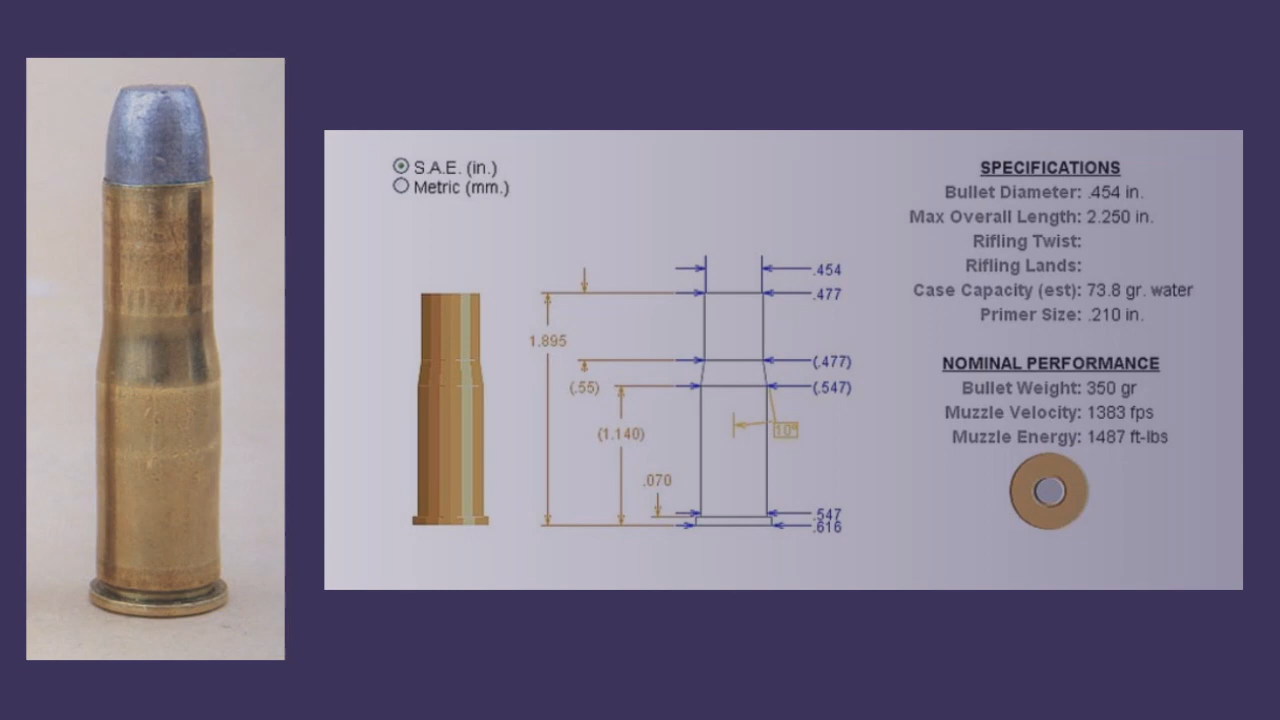 S.A.E. (in.)
Metric (mm.)
.454
.477
1.895
(.477)
(.55)
(.547)
(1.140)
10°
.070
.547
.616
SPECIFICATIONS
Bullet Diameter: .454 in.
Max Overall Length: 2.250 in.
Rifling Twist:
Rifling Lands:
Case Capacity (est): 73.8 gr. water
Primer Size: .210 in.
NOMINAL PERFORMANCE
Bullet Weight: 350 gr
Muzzle Velocity: 1383 fps
Muzzle Energy: 1487 ft-lbs